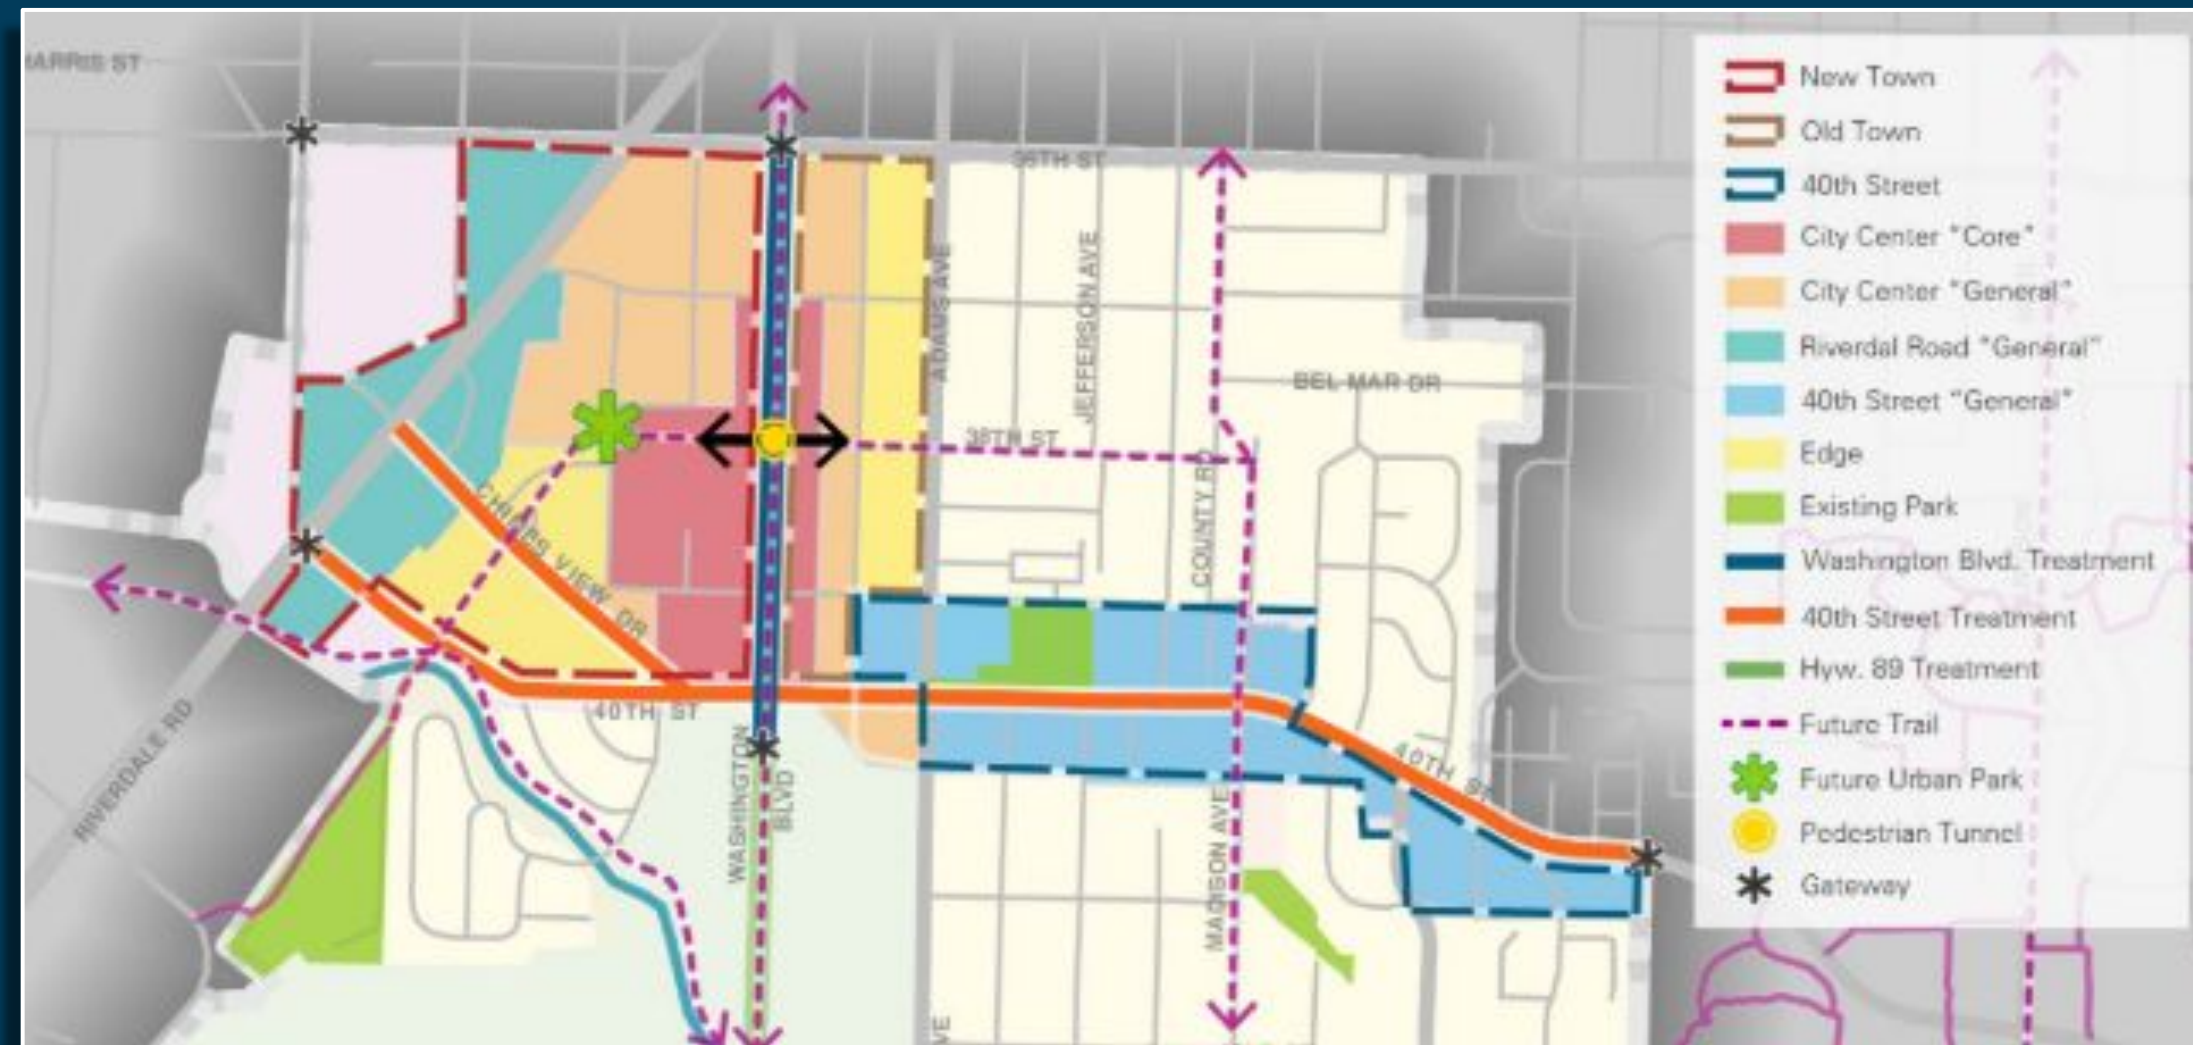 HARRIS ST
36TH ST
ADAMS AVE
JEFFERSON AVE
BEL MAR DR
38TH ST
COUNTY RD
VIEW DR
40TH ST
40TH ST
RIVERDALE RD
WASHINGTON
BLVD
MADISON AVE
VE
New Town
Old Town
40th Street
City Center "Core"
City Center "General"
Riverdal Road "General"
40th Street "General"
Edge
Existing Park
Washington Blvd. Treatment
40th Street Treatment
Hyw. 89 Treatment
Future Trail
Future Urban Park
Pedestrian Tunnel
Gateway